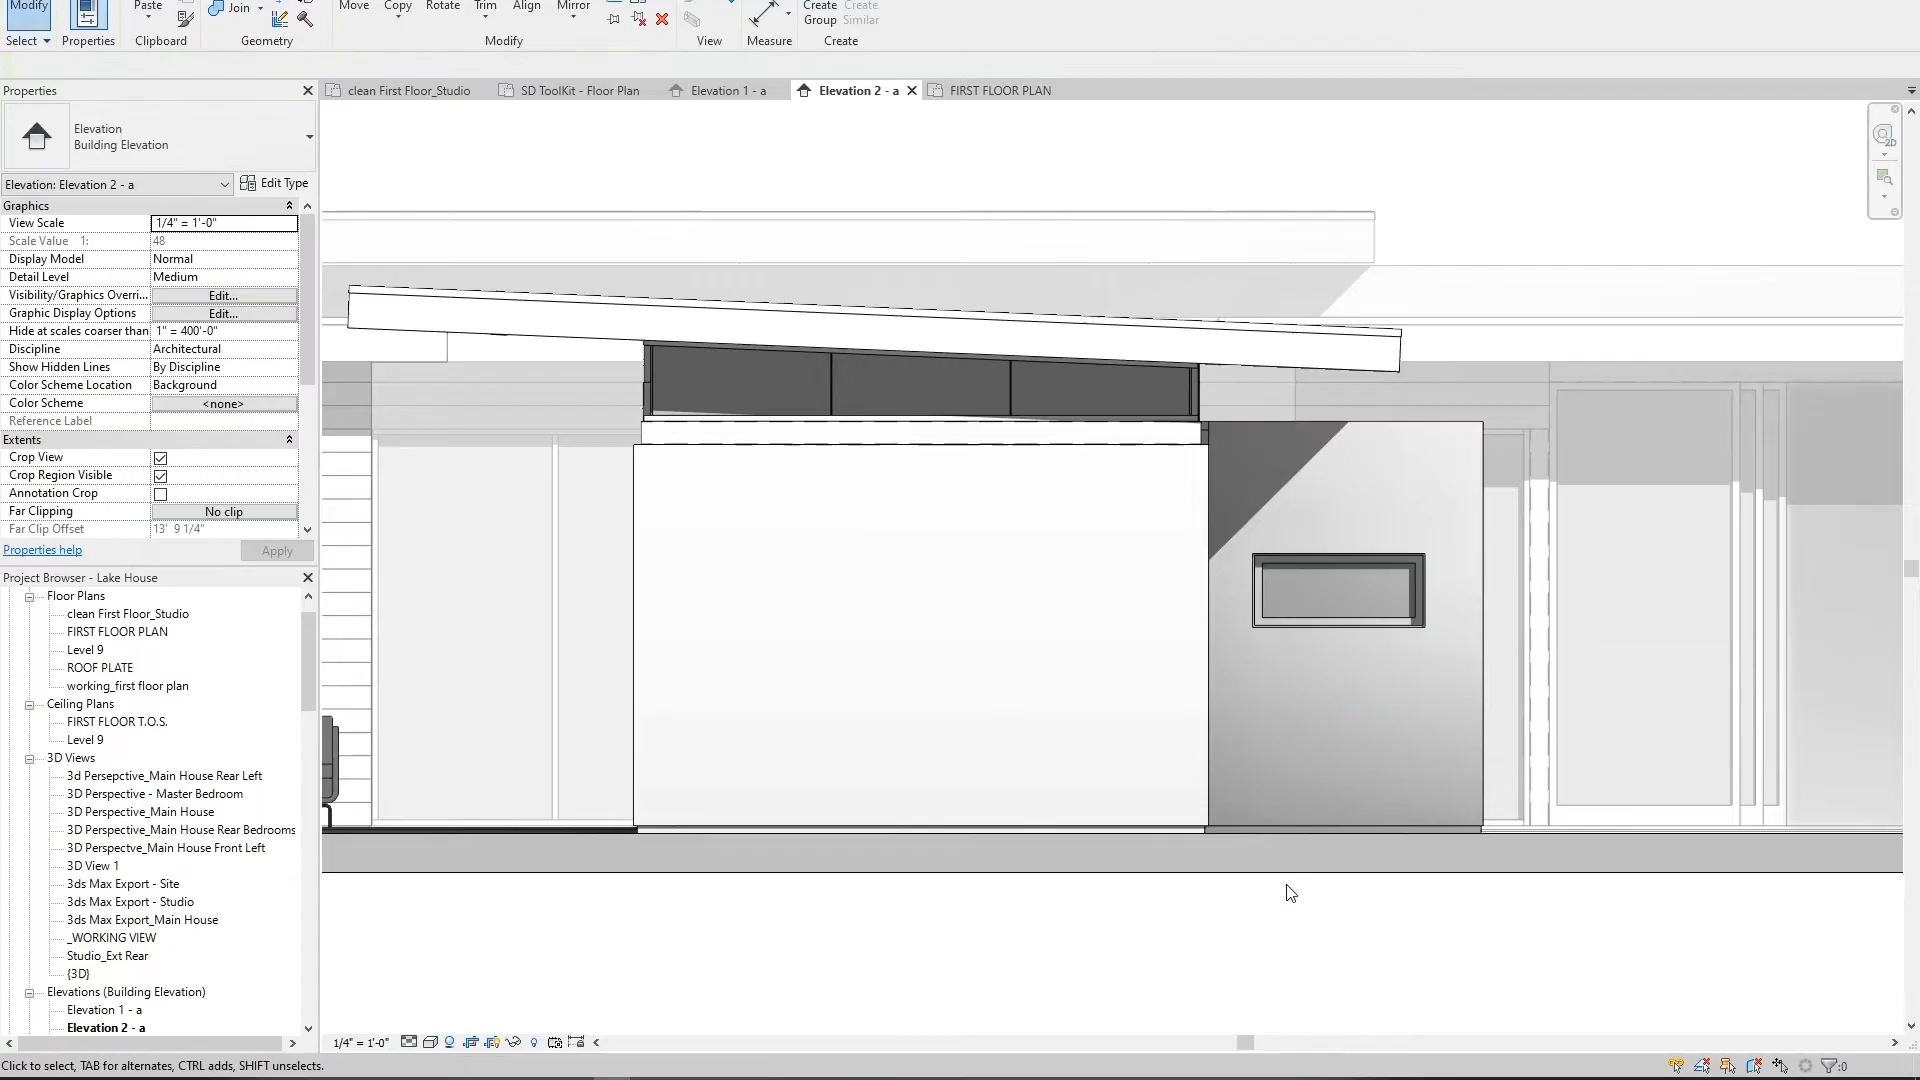 Modify
Paste
Join
Move
Copy
Rotate
Trim
Align
Mirror
Create Group
Create Similar
Select
Properties
Clipboard
Geometry
Modify
View
Measure
Create
Properties
clean First Floor_Studio
SD ToolKit - Floor Plan
Elevation 1 - a
Elevation 2 - a
FIRST FLOOR PLAN
Elevation
Building Elevation
Elevation: Elevation 2 - a
Edit Type
Graphics
View Scale 1/4" = 1'-0"
Scale Value 1: 48
Display Model Normal
Detail Level Medium
Visibility/Graphics Overri... Edit...
Graphic Display Options Edit...
Hide at scales coarser than 1" = 400'-0"
Discipline Architectural
Show Hidden Lines By Discipline
Color Scheme Location Background
Color Scheme <none>
Reference Label
Extents
Crop View
Crop Region Visible
Annotation Crop
Far Clipping No clip
Far Clip Offset 13' 9 1/4"
Properties help
Apply
Project Browser - Lake House
Floor Plans
clean First Floor_Studio
FIRST FLOOR PLAN
Level 9
ROOF PLATE
working_first floor plan
Ceiling Plans
FIRST FLOOR T.O.S.
Level 9
3D Views
3d Persepctive_Main House Rear Left
3D Perspective - Master Bedroom
3D Perspective_Main House
3D Perspective_Main House Rear Bedrooms
3D Perspectve_Main House Front Left
3D View 1
3ds Max Export - Site
3ds Max Export - Studio
3ds Max Export_Main House
_WORKING VIEW
Studio_Ext Rear
{3D}
Elevations (Building Elevation)
Elevation 1 - a
Elevation 2 - a
2D
1/4" = 1'-0"
Click to select, TAB for alternates, CTRL adds, SHIFT unselects.
:0